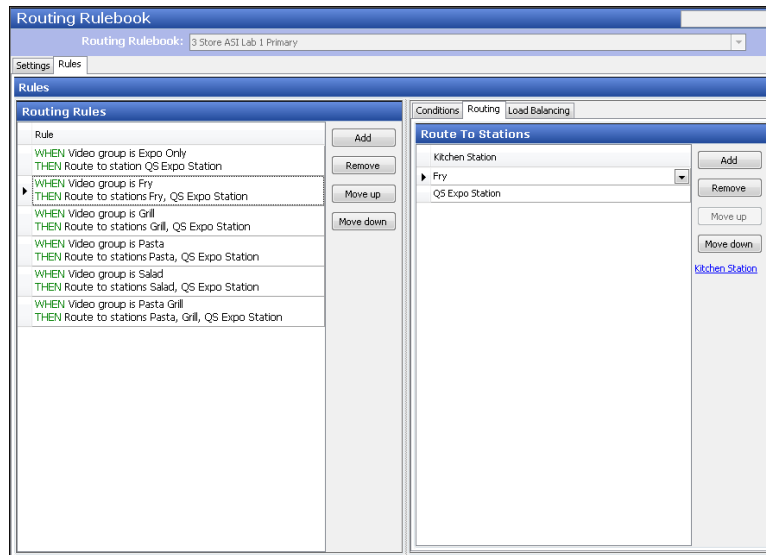 Routing Rulebook
Routing Rulebook: 3 Store ASI Lab 1 Primary
Settings Rules
Rules
Routing Rules
Rule
WHEN Video group is Expo Only
THEN Route to station QS Expo Station
WHEN Video group is Fry
THEN Route to stations Fry, QS Expo Station
WHEN Video group is Grill
THEN Route to stations Grill, QS Expo Station
WHEN Video group is Pasta
THEN Route to stations Pasta, QS Expo Station
WHEN Video group is Salad
THEN Route to stations Salad, QS Expo Station
WHEN Video group is Pasta Grill
THEN Route to stations Pasta, Grill, QS Expo Station
Add
Remove
Move up
Move down
Conditions Routing Load Balancing
Route To Stations
Kitchen Station
Fry
QS Expo Station
Add
Remove
Move up
Move down
Kitchen Station